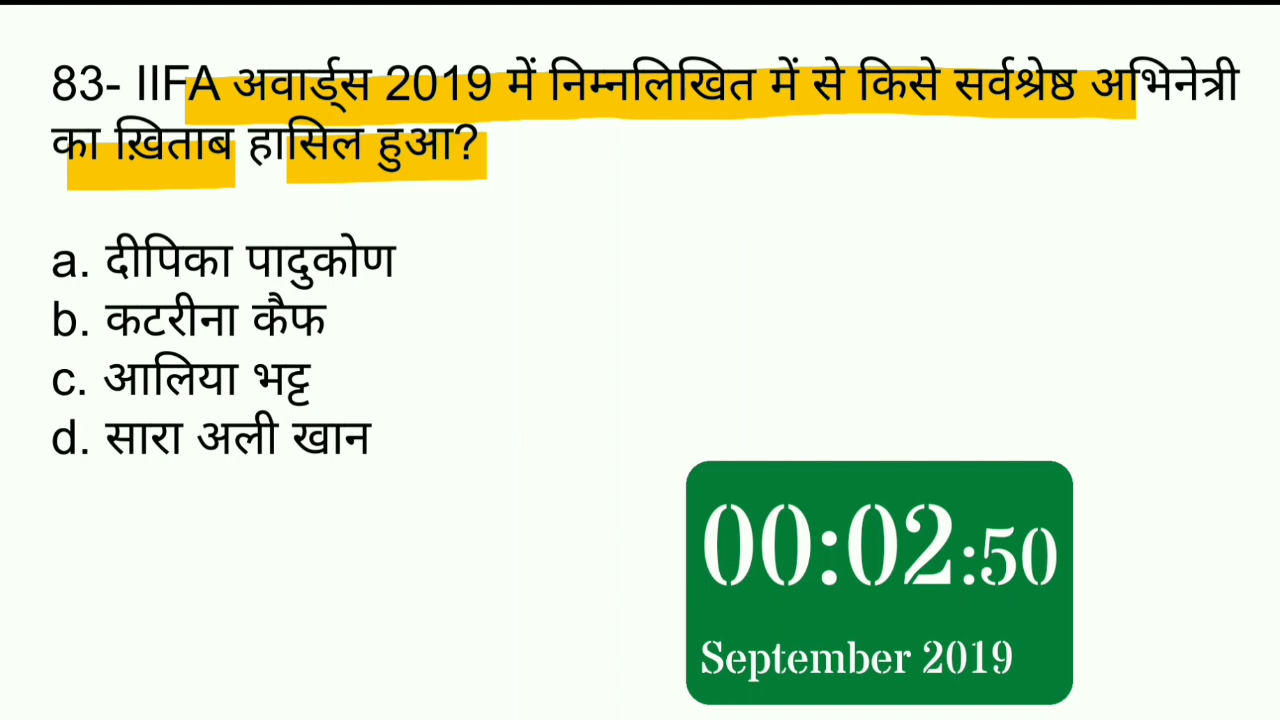 83- IIFA अवार्ड्स 2019 में निम्नलिखित में से किसे सर्वश्रेष्ठ अभिनेत्री
का ख़िताब हासिल हुआ?
a. दीपिका पादुकोण
b. कटरीना कैफ
c. आलिया भट्ट
d. सारा अली खान
00:02:50
September 2019